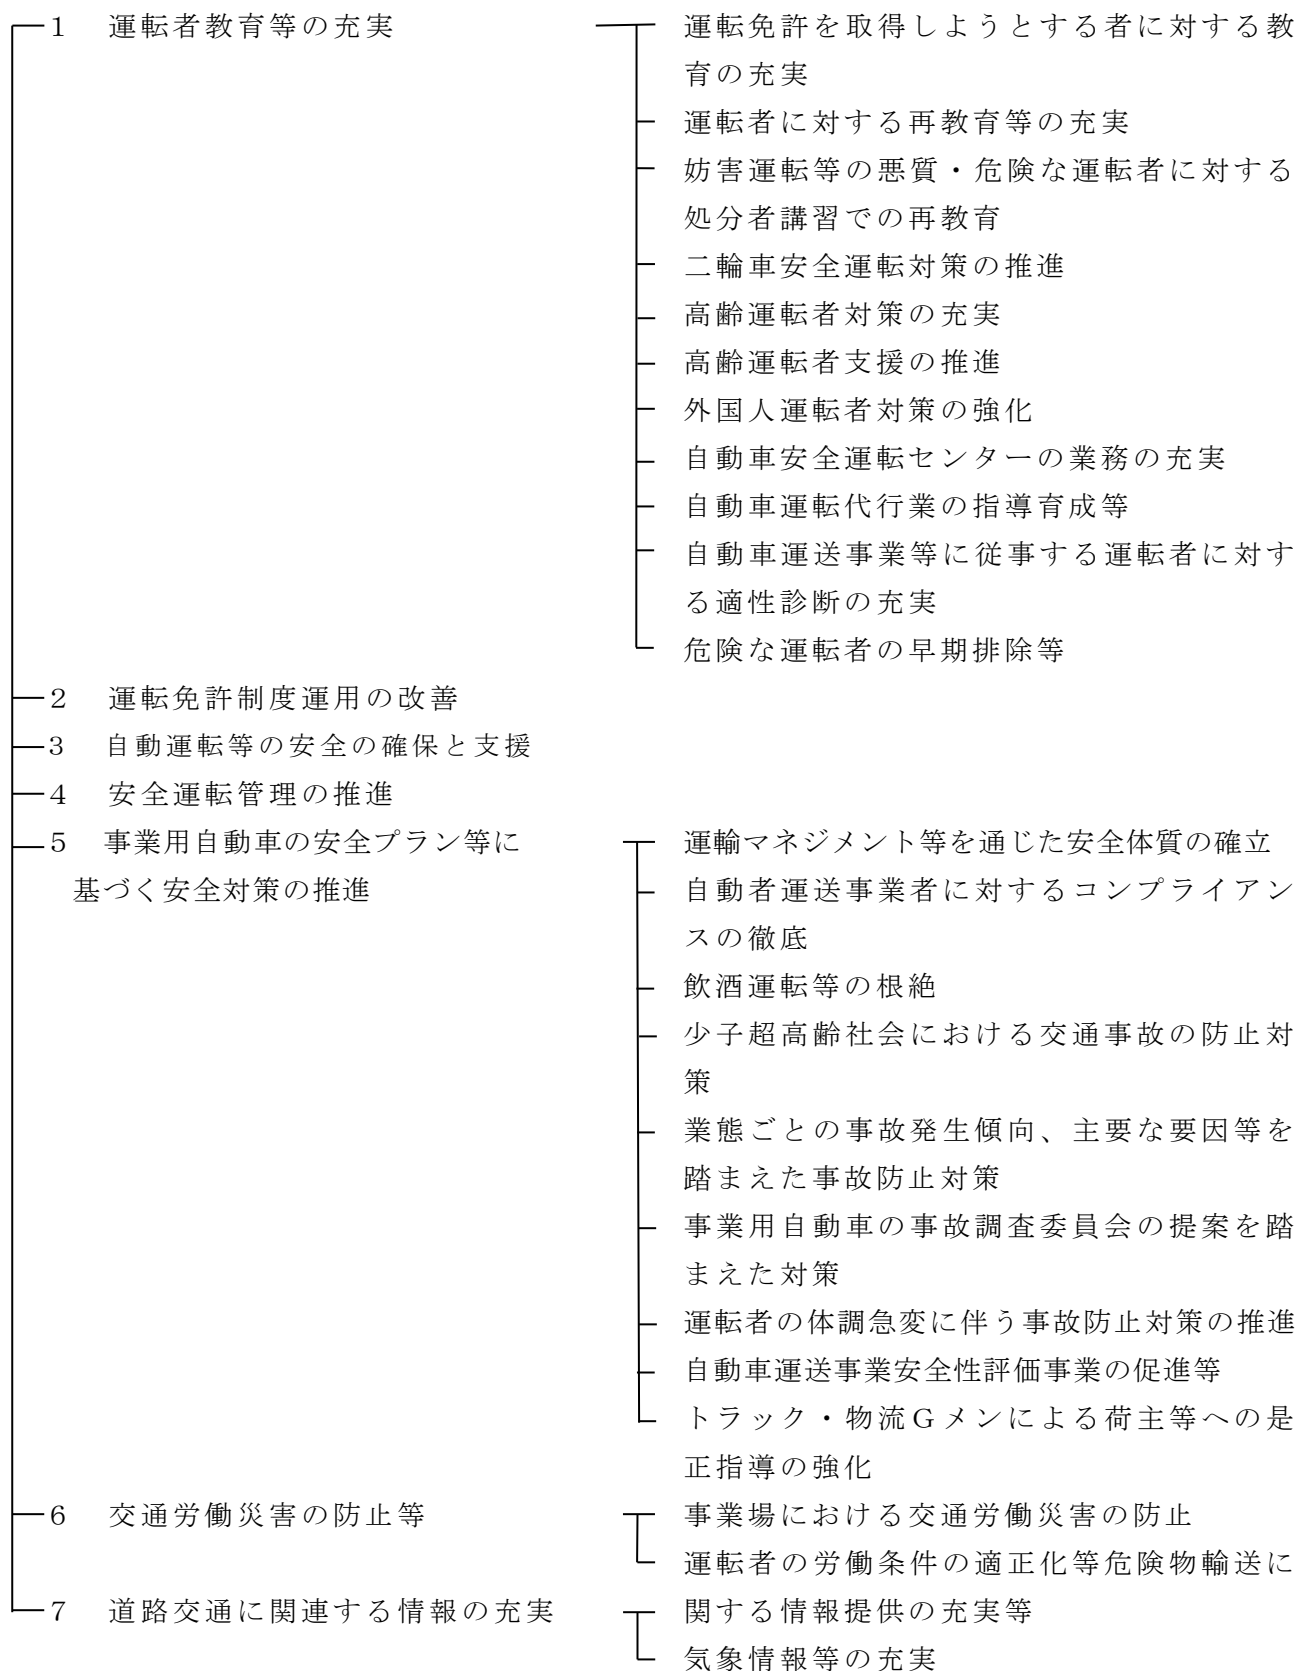 1 運転者教育等の充実
運転免許を取得しようとする者に対する教
育の充実
運転者に対する再教育等の充実
妨害運転等の悪質・危険な運転者に対する
処分者講習での再教育
二輪車安全運転対策の推進
高齢運転者対策の充実
高齢運転者支援の推進
外国人運転者対策の強化
自動車安全運転センターの業務の充実
自動車運転代行業の指導育成等
自動車運送事業等に従事する運転者に対す
る適性診断の充実
危険な運転者の早期排除等
2 運転免許制度運用の改善
3 自動運転等の安全の確保と支援
4 安全運転管理の推進
5 事業用自動車の安全プラン等に
基づく安全対策の推進
運輸マネジメント等を通じた安全体質の確立
自動者運送事業者に対するコンプライアン
スの徹底
飲酒運転等の根絶
少子超高齢社会における交通事故の防止対
策
業態ごとの事故発生傾向、主要な要因等を
踏まえた事故防止対策
事業用自動車の事故調査委員会の提案を踏
まえた対策
運転者の体調急変に伴う事故防止対策の推進
自動車運送事業安全性評価事業の促進等
トラック・物流Gメンによる荷主等への是
正指導の強化
6 交通労働災害の防止等
事業場における交通労働災害の防止
運転者の労働条件の適正化等危険物輸送に
7 道路交通に関連する情報の充実
関する情報提供の充実等
気象情報等の充実